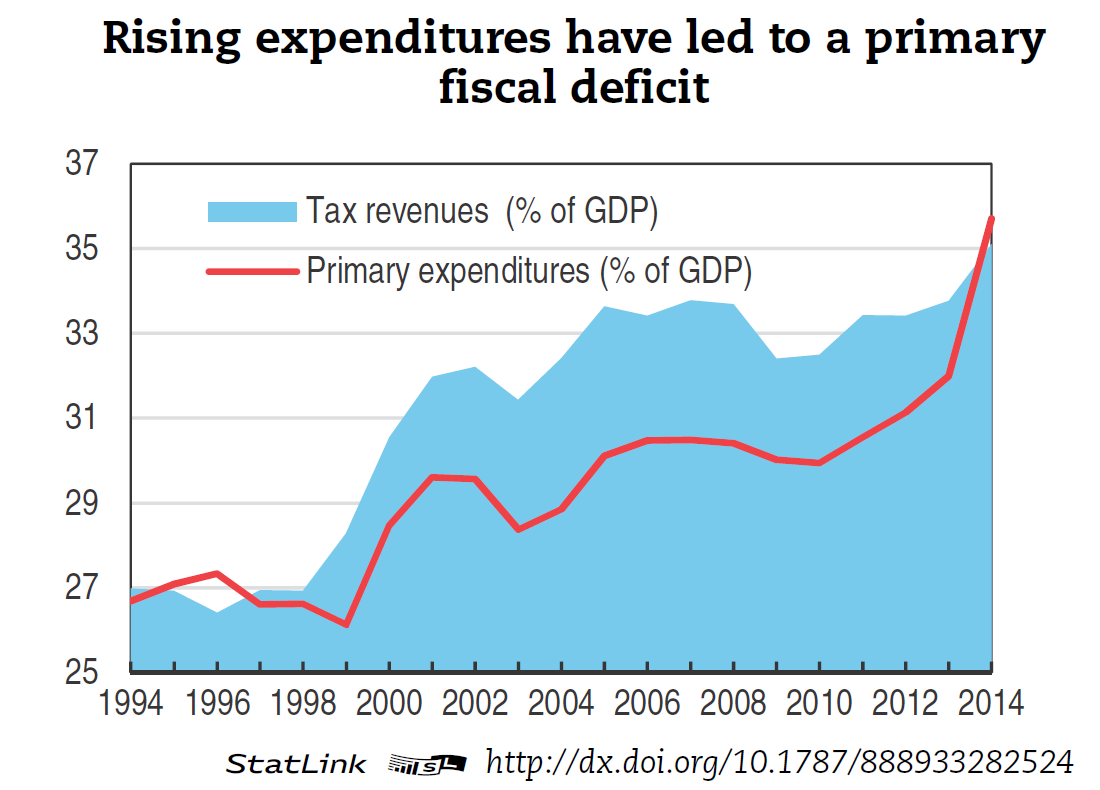 Rising expenditures have led to a primary
fiscal deficit
37
Tax revenues (% of GDP)
35
Primary expenditures (% of GDP)
33
31
29
27
25
1994 1996 1998 2000 2002 2004 2006 2008 2010 2012 2014
StatLink SL http://dx.doi.org/10.1787/888933282524